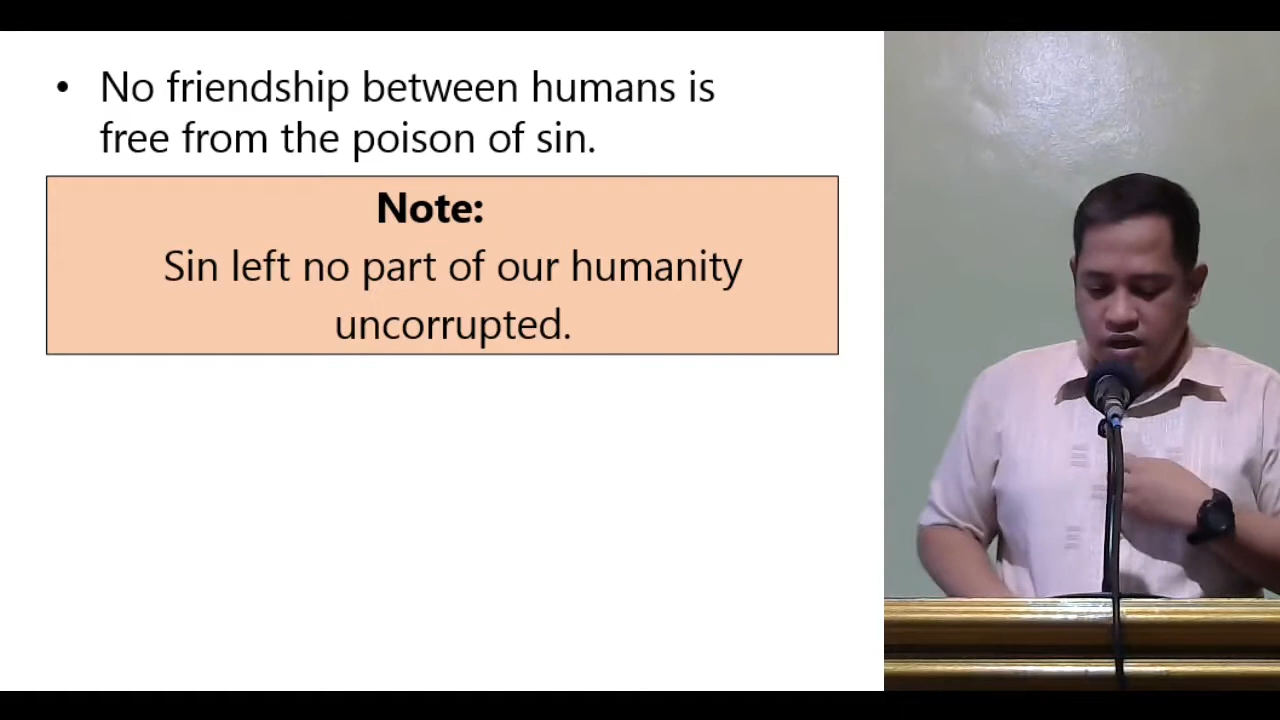 • No friendship between humans is
free from the poison of sin.
Note:
Sin left no part of our humanity
uncorrupted.